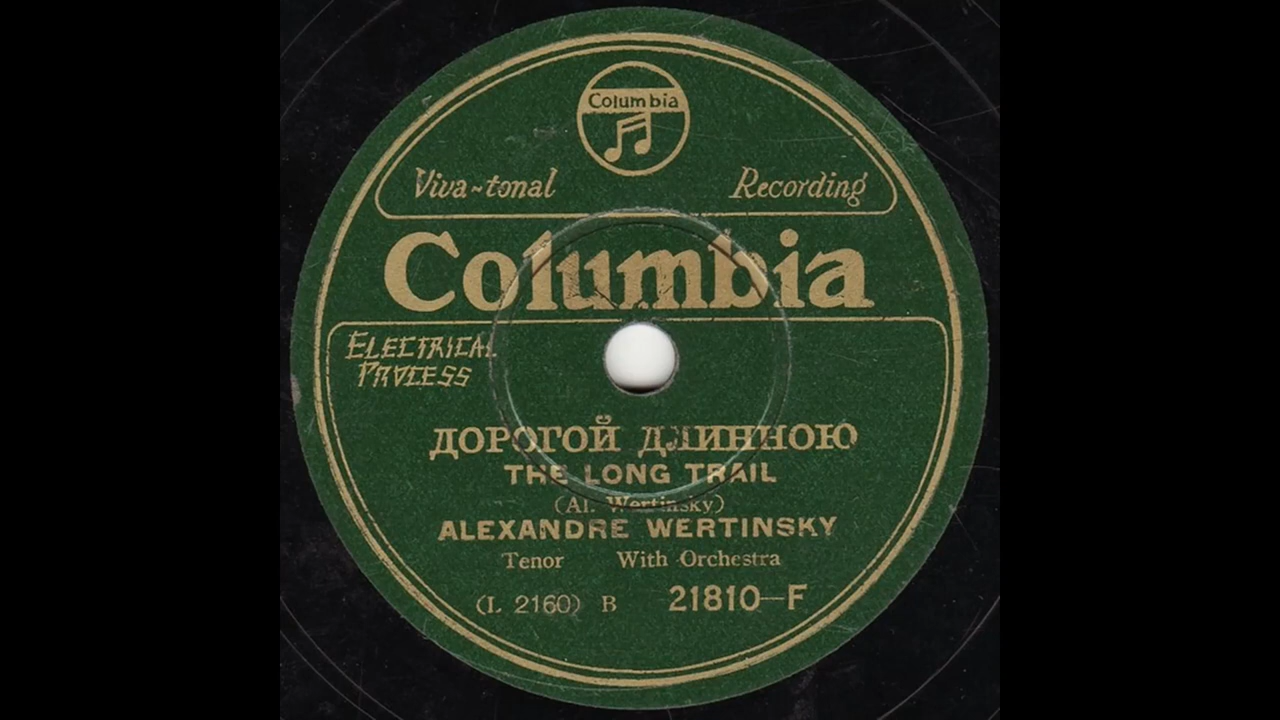 Columbia
Viva-tonal Recording
Columbia
ELECTRICAL
PROCESS
ДОРОГОЙ ДЛИННОЮ
THE LONG TRAIL
(Al. Wertinsky)
ALEXANDRE WERTINSKY
Tenor With Orchestra
(L 2160) B 21810-F